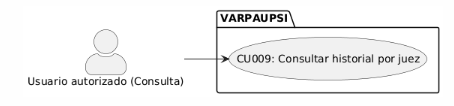 VARPAUPSI
CU009: Consultar historial por juez
Usuario autorizado (Consulta)